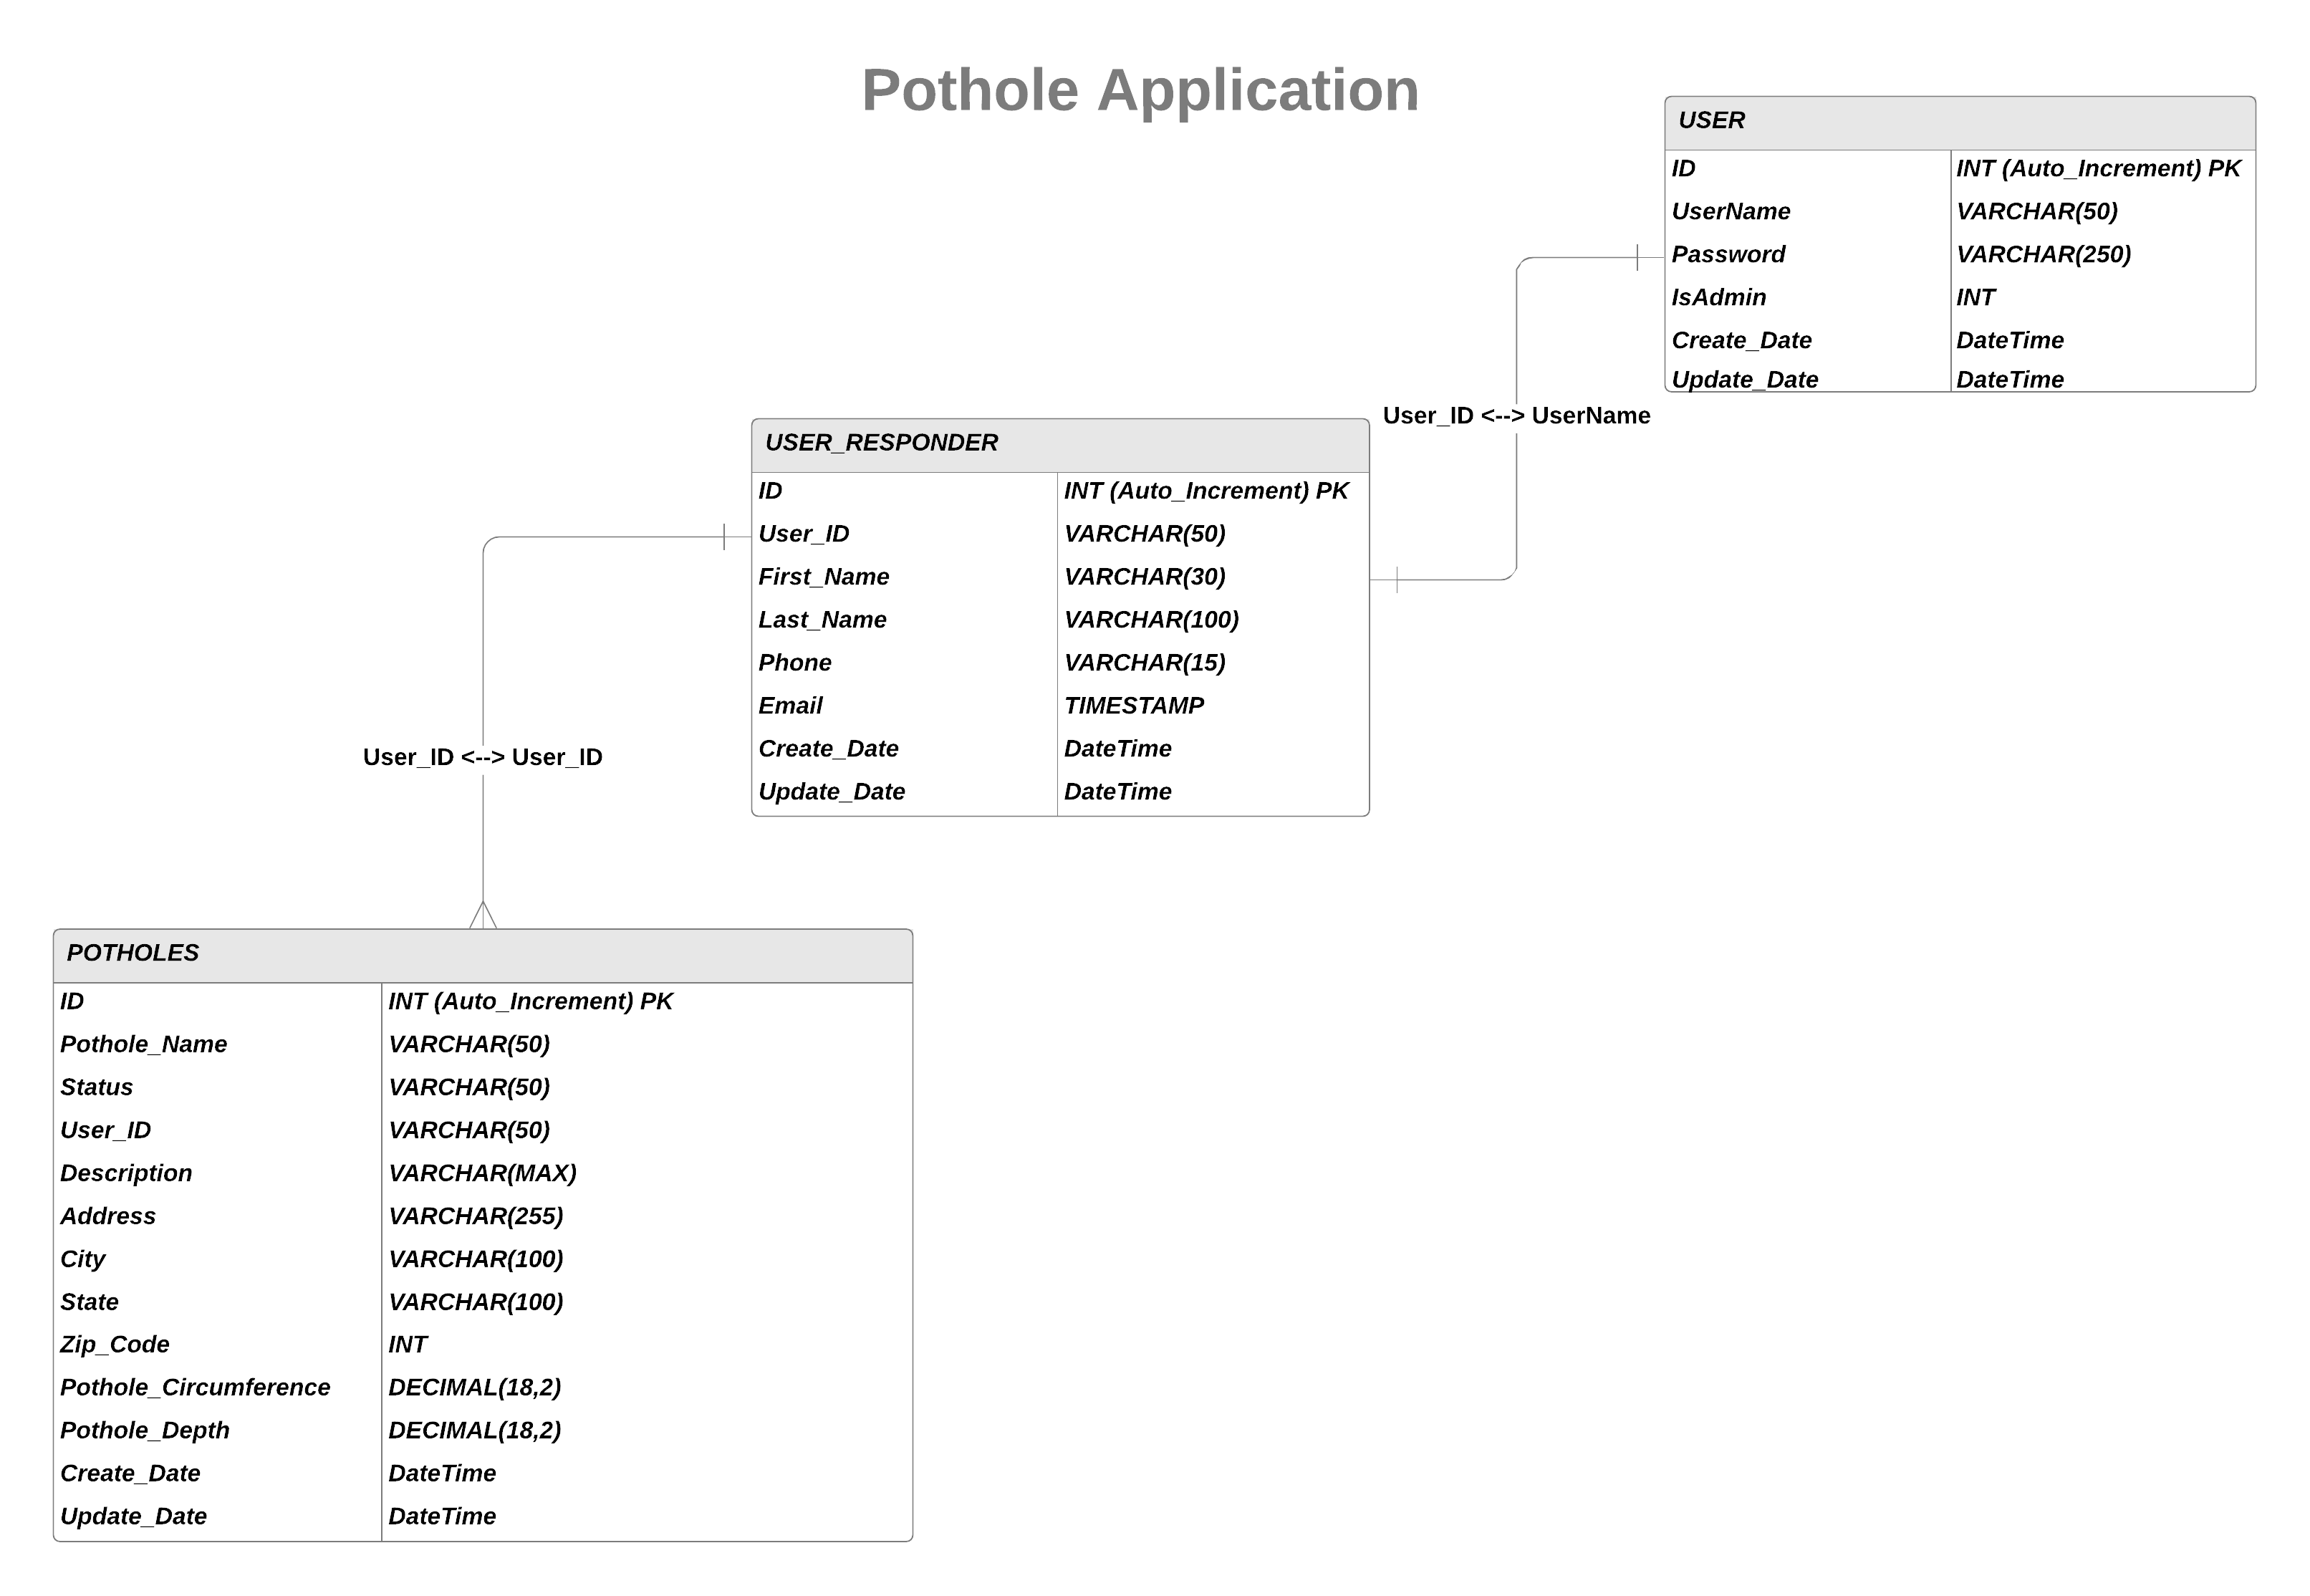 Pothole Application
USER
ID INT (Auto_Increment) PK
UserName VARCHAR(50)
Password VARCHAR(250)
IsAdmin INT
Create_Date DateTime
Update_Date DateTime
User_ID <--> UserName
USER_RESPONDER
ID INT (Auto_Increment) PK
User_ID VARCHAR(50)
First_Name VARCHAR(30)
Last_Name VARCHAR(100)
Phone VARCHAR(15)
Email TIMESTAMP
Create_Date DateTime
Update_Date DateTime
User_ID <--> User_ID
POTHOLES
ID INT (Auto_Increment) PK
Pothole_Name VARCHAR(50)
Status VARCHAR(50)
User_ID VARCHAR(50)
Description VARCHAR(MAX)
Address VARCHAR(255)
City VARCHAR(100)
State VARCHAR(100)
Zip_Code INT
Pothole_Circumference DECIMAL(18,2)
Pothole_Depth DECIMAL(18,2)
Create_Date DateTime
Update_Date DateTime